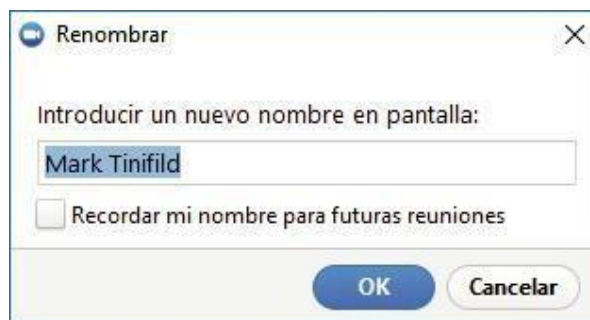 Renombrar
Introducir un nuevo nombre en pantalla:
Mark Tinifild
Recordar mi nombre para futuras reuniones
OK Cancelar